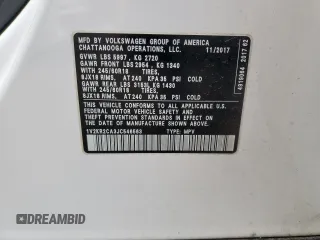 MFD BY VOLKSWAGEN GROUP OF AMERICA
CHATTANOOGA OPERATIONS, LLC. 11/2017
GVWR LBS 5997 KG 2720
GAWR FRONT LBS 2954 KG 1340
WITH 245/60R18 TIRES,
8JX18 RIMS, AT 240 KPA 35 PSI COLD
GAWR REAR LBS 3153 KG 1430
WITH 245/60R18 TIRES,
8JX18 RIMS, AT 240 KPA 35 PSI COLD
THIS VEHICLE CONFORMS TO ALL APPLICABLE
FEDERAL MOTOR VEHICLE SAFETY, BUMPER, AND
THEFT PREVENTION STANDARDS IN EFFECT ON
THE DATE OF MANUFACTURE SHOWN ABOVE.
1V2KR2CA9JC546563 TYPE: MPV
2017 02
DREAMBID